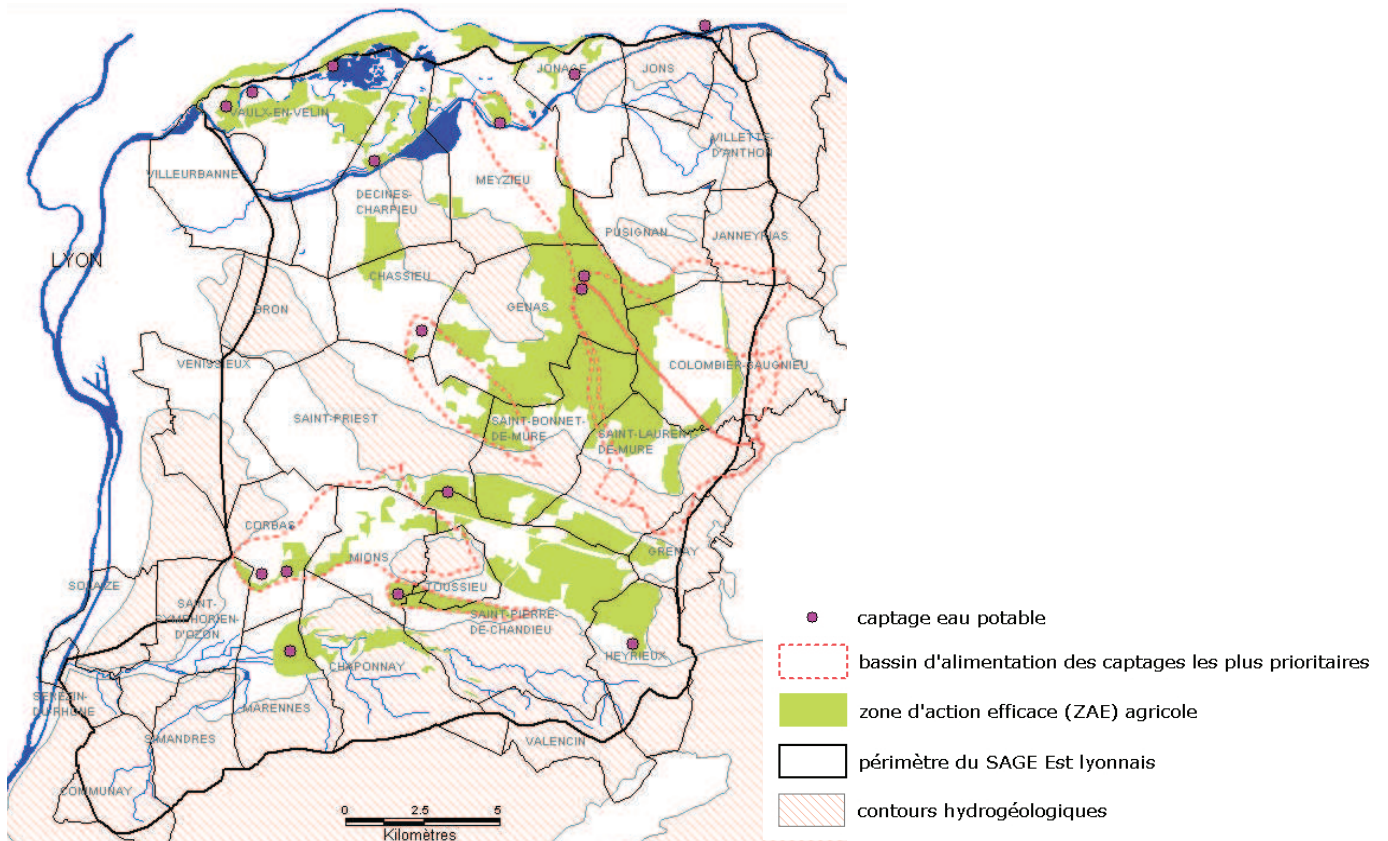 JONAGE
JONS
VAULX-EN-VELIN
VILLETTE-
D'ANTHON
VILLEURBANNE
MEYZIEU
DECINES-
CHARPIEU
PUSIGNAN
JANNEYRIAS
LYON
CHASSIEU
GENAS
BRON
VENISSIEUX
COLOMBIER-SAUGNIEU
SAINT-PRIEST
SAINT-BONNET-
DE-MURE
SAINT-LAURENT-
DE-MURE
CORBAS
MIONS
GRENAY
SOLAIZE
TOUSSIEU
SAINT-
SYMPHORIEN-
D'OZON
SAINT-PIERRE-
DE-CHANDIEU
HEYRIEUX
CHAPONNAY
SEREZIN-
DU-RHONE
MARENNES
SIMANDRES
VALENCIN
COMMUNAY
0 2.5 5
Kilomètres
captage eau potable
bassin d'alimentation des captages les plus prioritaires
zone d'action efficace (ZAE) agricole
périmètre du SAGE Est lyonnais
contours hydrogéologiques